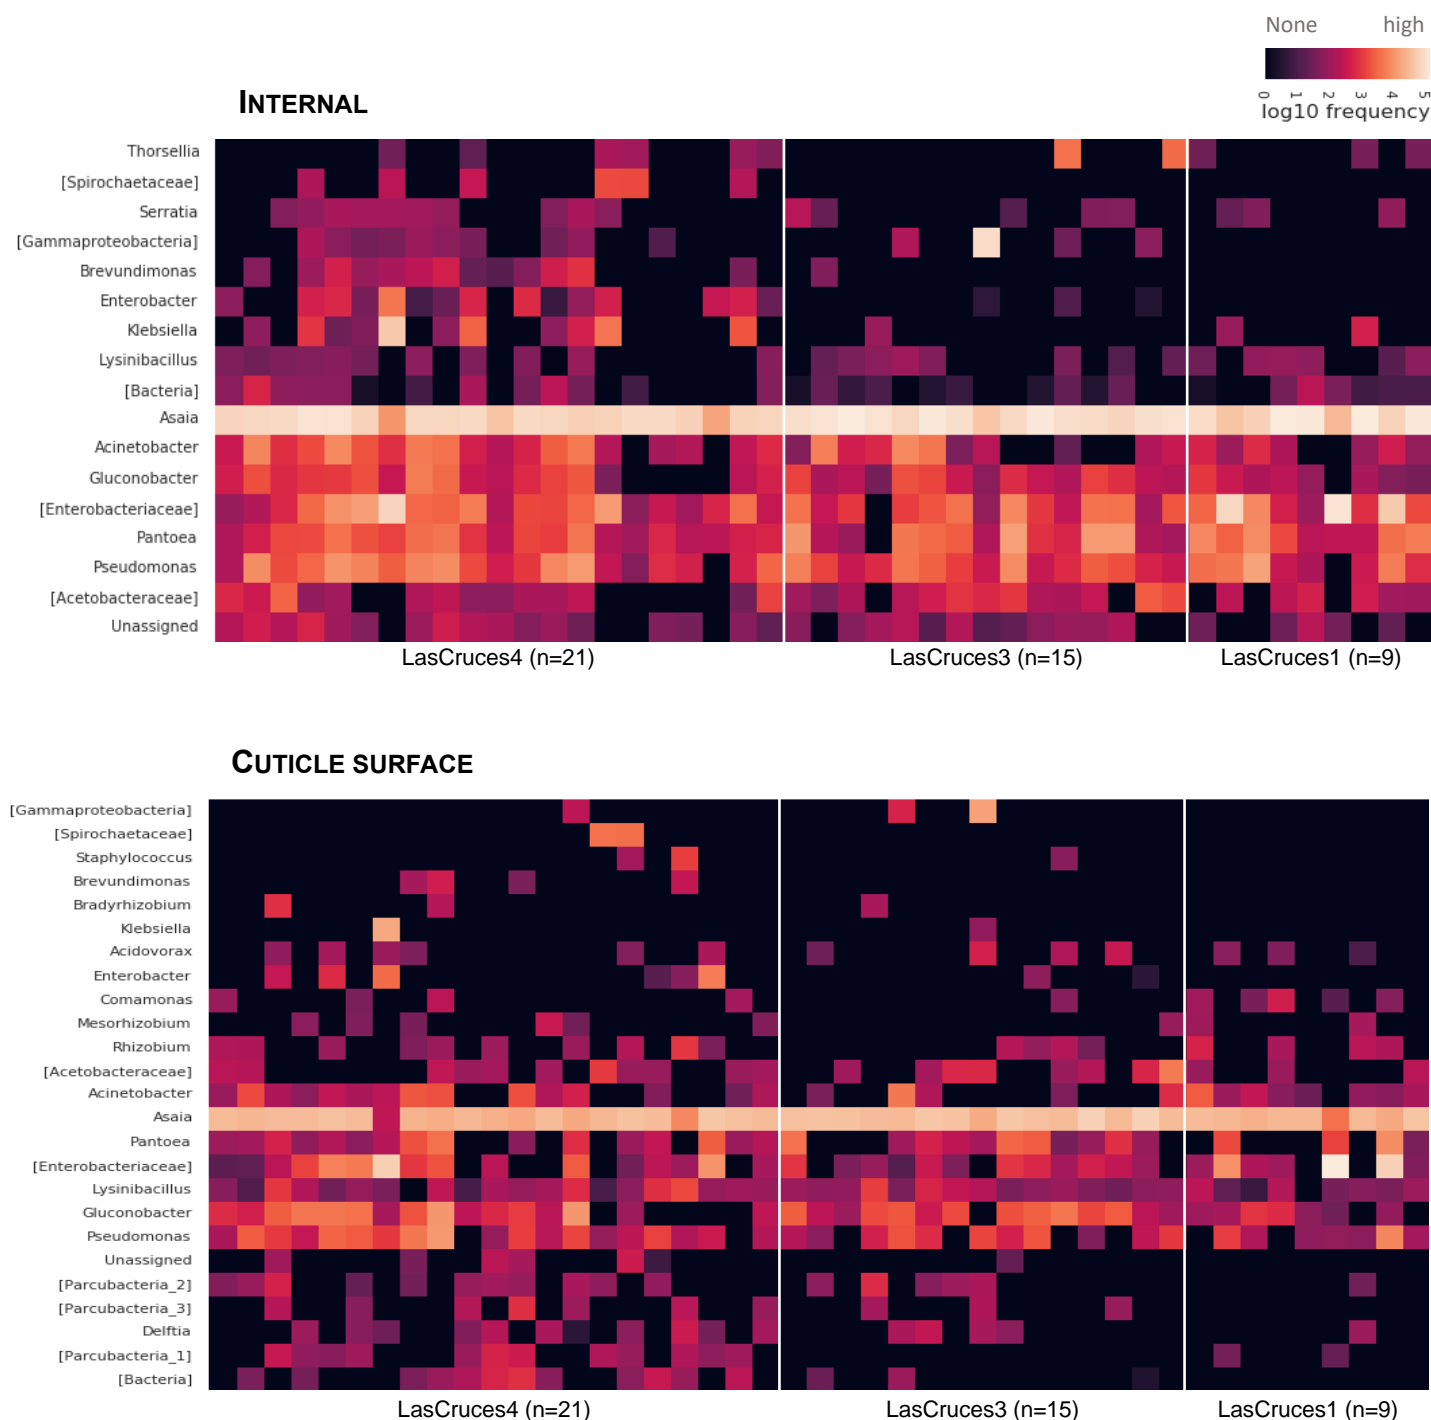 None high
0 1 2 3 4 5
log10 frequency
INTERNAL
Thorsellia
[Spirochaetaceae]
Serratia
[Gammaproteobacteria]
Brevundimonas
Enterobacter
Klebsiella
Lysinibacillus
[Bacteria]
Asaia
Acinetobacter
Gluconobacter
[Enterobacteriaceae]
Pantoea
Pseudomonas
[Acetobacteraceae]
Unassigned
LasCruces4 (n=21) LasCruces3 (n=15) LasCruces1 (n=9)
CUTICLE SURFACE
[Gammaproteobacteria]
[Spirochaetaceae]
Staphylococcus
Brevundimonas
Bradyrhizobium
Klebsiella
Acidovorax
Enterobacter
Comamonas
Mesorhizobium
Rhizobium
[Acetobacteraceae]
Acinetobacter
Asaia
Pantoea
[Enterobacteriaceae]
Lysinibacillus
Gluconobacter
Pseudomonas
Unassigned
[Parcubacteria_2]
[Parcubacteria_3]
Delftia
[Parcubacteria_1]
[Bacteria]
LasCruces4 (n=21) LasCruces3 (n=15) LasCruces1 (n=9)